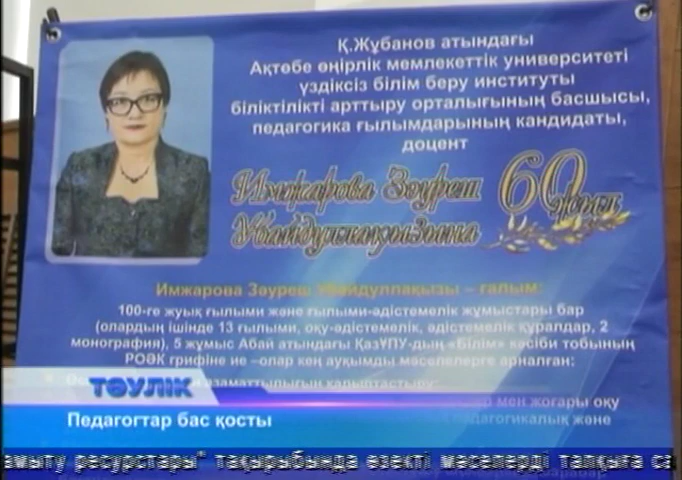 Қ.Жұбанов атындағы
Ақтөбе өңірлік мемлекеттік университеті
үздіксіз білім беру институты
біліктілікті арттыру орталығының басшысы,
педагогика ғылымдарының кандидаты,
доцент
Имжарова Зәуреш
Ұбайдуллақызына
60 жыл
Имжарова Зәуреш Ұбайдуллақызы – ғалым:
100-ге жуық ғылыми және ғылыми-әдістемелік жұмыстары бар
(олардың ішінде 13 ғылыми, оқу-әдістемелік, әдістемелік құралдар, 2
монография), 5 жұмыс Абай атындағы ҚазҰПУ-дың «Білім» кәсіби тобының
РОӘК грифіне ие –олар кең ауқымды мәселелерге арналған:
азаматтылығын қалыптастыру;
ТӘУЛІК
мен жоғары оқу
Педагогтар бас қосты
педагогикалық және
амыту ресурстары" тақырыбында өзекті мәселерді талқыға са